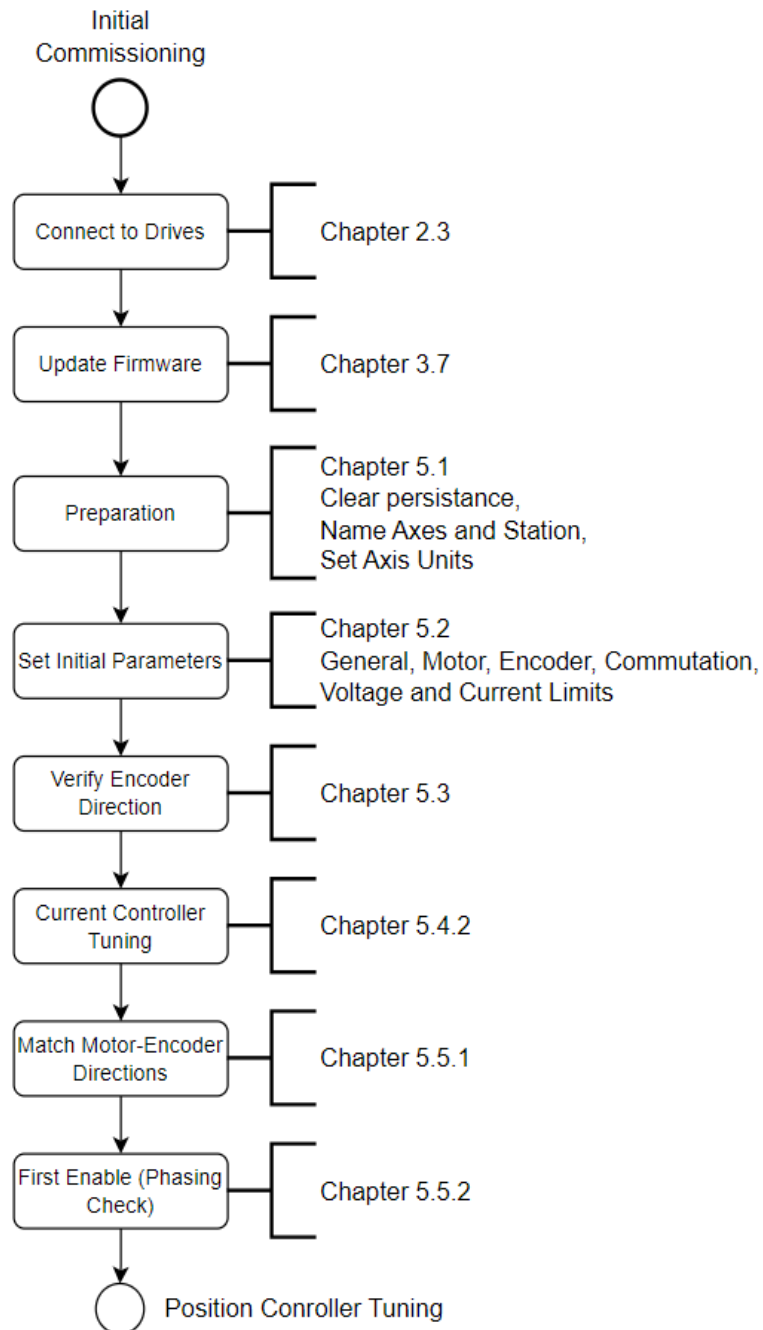 Initial
Commissioning
Connect to Drives
Chapter 2.3
Update Firmware
Chapter 3.7
Preparation
Chapter 5.1
Clear persistance,
Name Axes and Station,
Set Axis Units
Set Initial Parameters
Chapter 5.2
General, Motor, Encoder, Commutation,
Voltage and Current Limits
Verify Encoder
Direction
Chapter 5.3
Current Controller
Tuning
Chapter 5.4.2
Match Motor-Encoder
Directions
Chapter 5.5.1
First Enable (Phasing
Check)
Chapter 5.5.2
Position Conroller Tuning